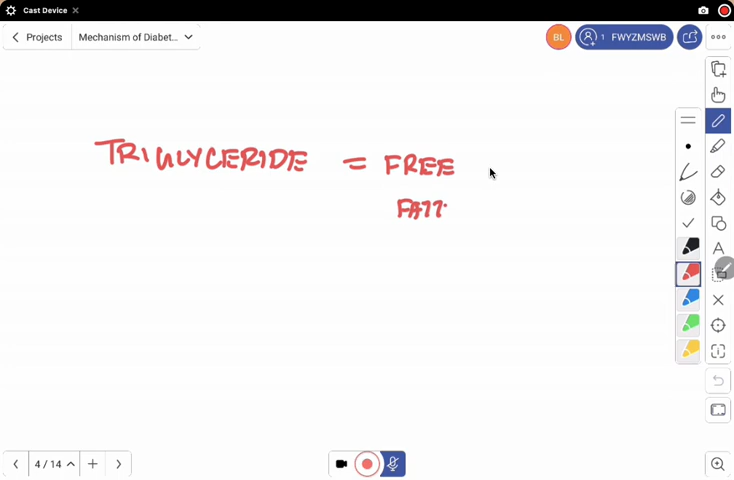 Cast Device
Projects
Mechanism of Diabet...
BL
1 FWYZMSWB
TRIGLYCERIDE = FREE
FATT
A
4 / 14